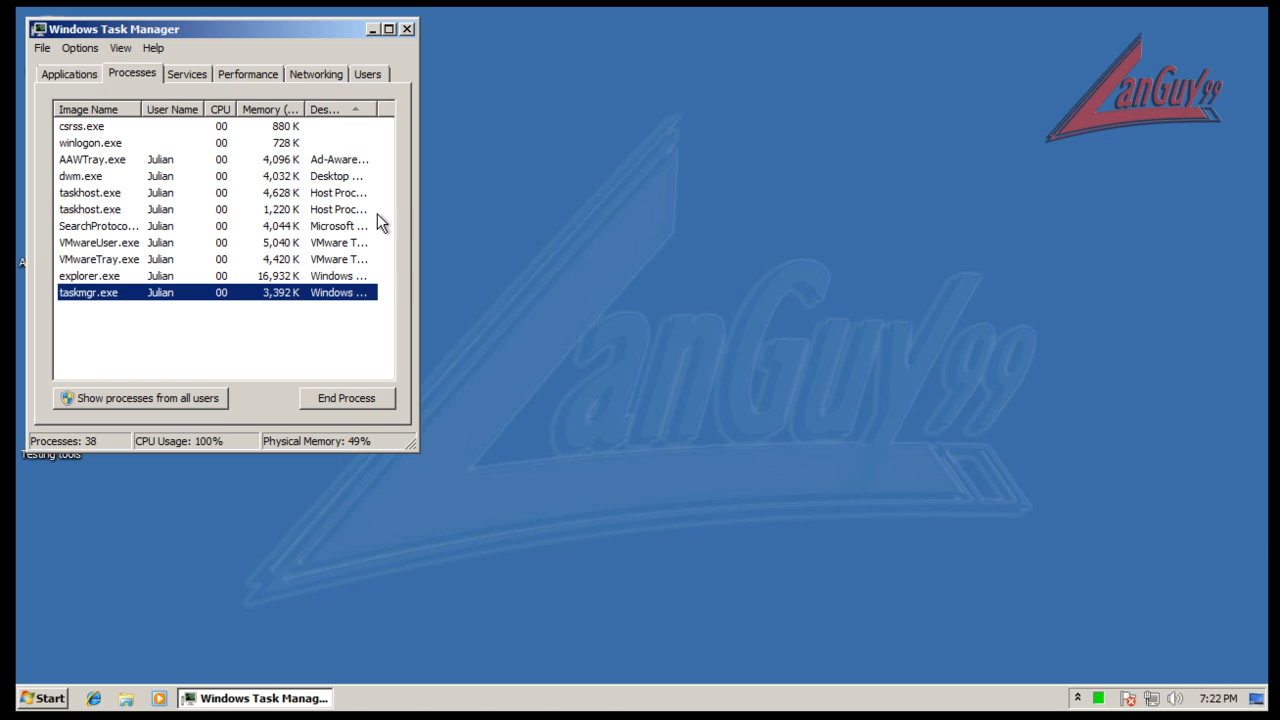 Windows Task Manager
File Options View Help
Applications Processes Services Performance Networking Users
Image Name User Name CPU Memory (... Des...
csrss.exe 00 880 K
winlogon.exe 00 728 K
AAWTray.exe Julian 00 4,096 K Ad-Aware...
dwm.exe Julian 00 4,032 K Desktop ...
taskhost.exe Julian 00 4,628 K Host Proc...
taskhost.exe Julian 00 1,220 K Host Proc...
SearchProtoco... Julian 00 4,044 K Microsoft ...
VMwareUser.exe Julian 00 5,040 K VMware T...
VMwareTray.exe Julian 00 4,420 K VMware T...
explorer.exe Julian 00 16,932 K Windows ...
taskmgr.exe Julian 00 3,392 K Windows ...
Show processes from all users End Process
Processes: 38 CPU Usage: 100% Physical Memory: 49%
Testing tools
LanGuy99
LanGuy99
Start Windows Task Manag... 7:22 PM